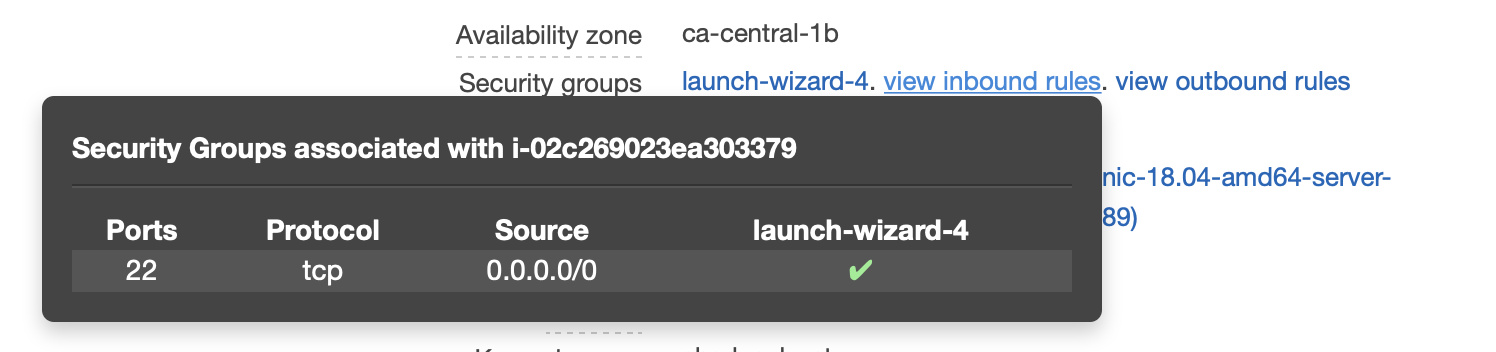 Availability zone ca-central-1b
Security groups launch-wizard-4. view inbound rules. view outbound rules
Security Groups associated with i-02c269023ea303379
nic-18.04-amd64-server-
89)
Ports Protocol Source launch-wizard-4
22 tcp 0.0.0.0/0 ✔